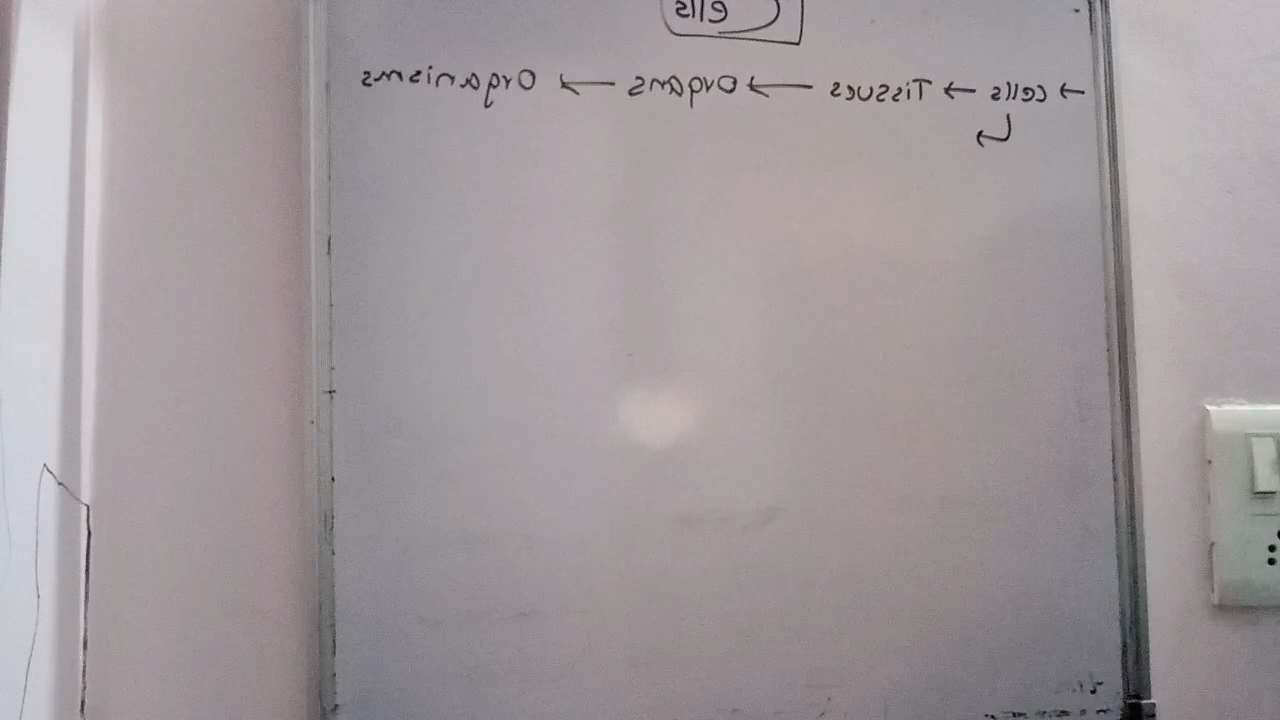 Cells
→ cells → Tissues → Organs → Organisms